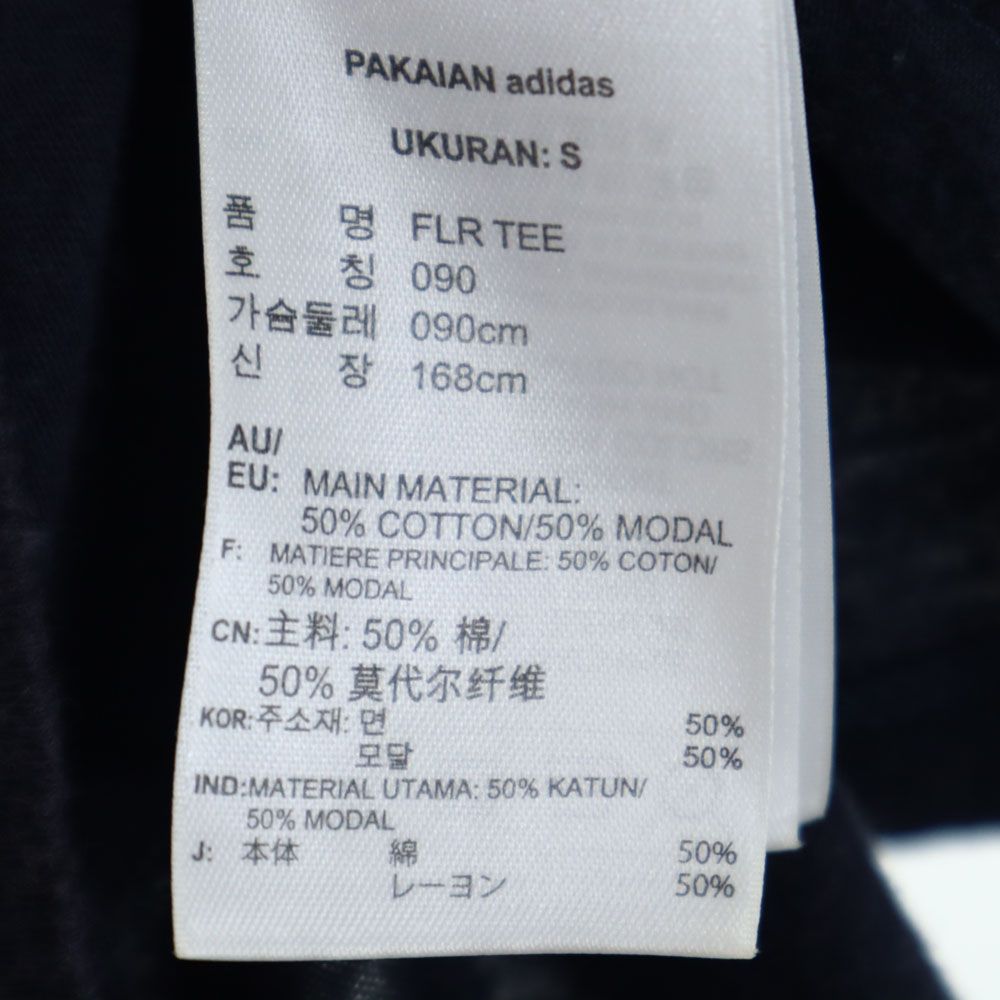 PAKAIAN adidas
UKURAN: S
품 명 FLR TEE
호 칭 090
가슴둘레 090cm
신 장 168cm
AU/
EU: MAIN MATERIAL:
50% COTTON/50% MODAL
F: MATIERE PRINCIPALE: 50% COTON/
50% MODAL
CN:主料: 50% 棉/
50% 莫代尔纤维
KOR:주소재: 면 50%
모달 50%
IND:MATERIAL UTAMA: 50% KATUN/
50% MODAL
J: 本体 綿 50%
レーヨン 50%